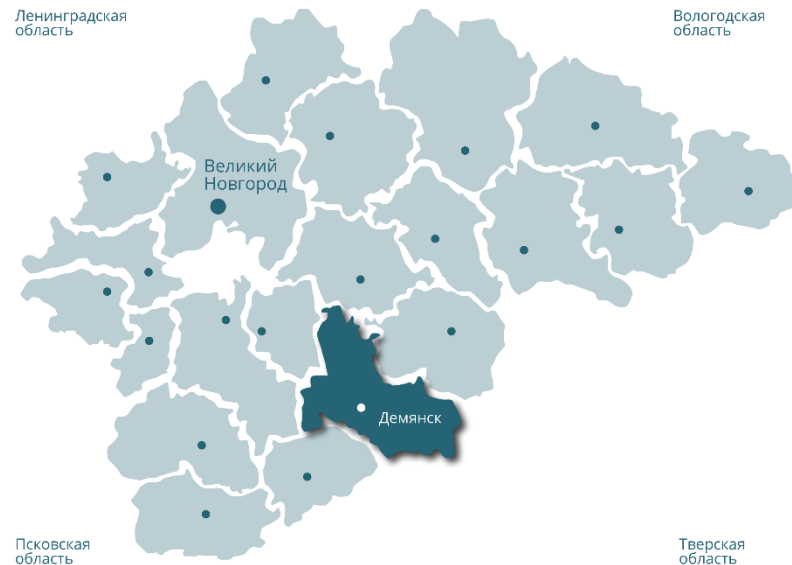 Ленинградская
область
Вологодская
область
Великий
Новгород
Демянск
Псковская
область
Тверская
область